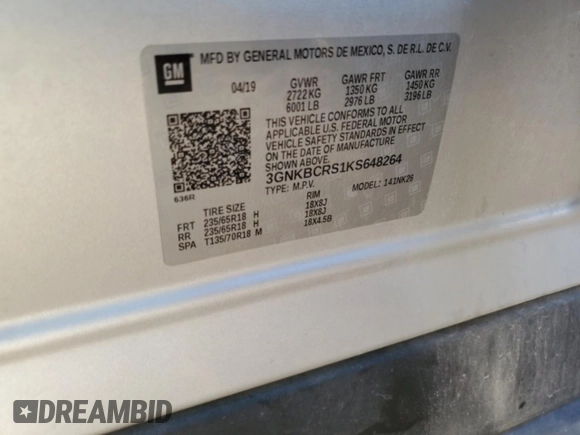 GM
MFD BY GENERAL MOTORS DE MEXICO, S. DE R.L. DE C.V.
04/19 GVWR GAWR FRT GAWR RR
2722 KG 1350 KG 1450 KG
6001 LB 2976 LB 3196 LB
THIS VEHICLE CONFORMS TO ALL
APPLICABLE U.S. FEDERAL MOTOR
VEHICLE SAFETY STANDARDS IN EFFECT
ON THE DATE OF MANUFACTURE
SHOWN ABOVE.
3GNKBCRS1KS648264
TYPE: M.P.V. MODEL: 141NK26
636R
TIRE SIZE RIM
FRT 235/65R18 H 18X8J
RR 235/65R18 H 18X8J
SPA T135/70R18 M 18X4.5B
DREAMBID